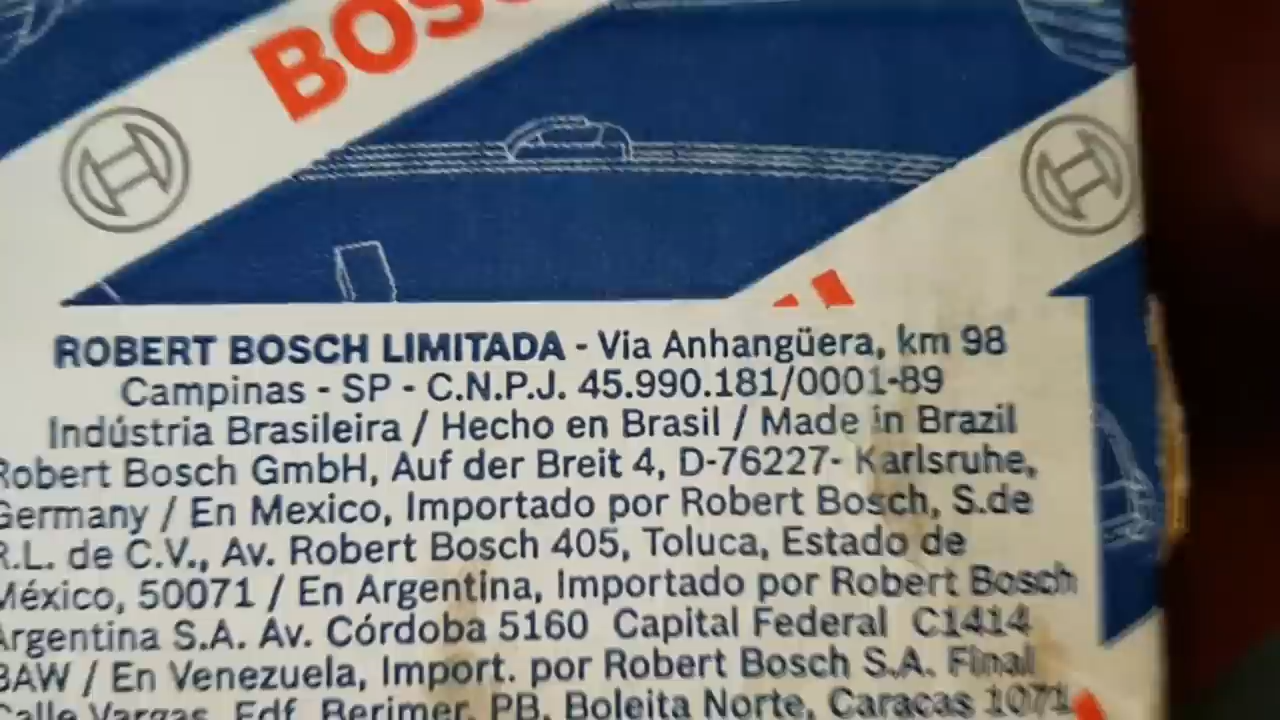 BOSC
ROBERT BOSCH LIMITADA - Via Anhangüera, km 98
Campinas - SP - C.N.P.J. 45.990.181/0001-89
Indústria Brasileira / Hecho en Brasil / Made in Brazil
Robert Bosch GmbH, Auf der Breit 4, D-76227- Karlsruhe,
Germany / En Mexico, Importado por Robert Bosch, S.de
R.L. de C.V., Av. Robert Bosch 405, Toluca, Estado de
México, 50071 / En Argentina, Importado por Robert Bosch
Argentina S.A. Av. Córdoba 5160 Capital Federal C1414
BAW / En Venezuela, Import. por Robert Bosch S.A. Final
Calle Vargas, Edf. Berimer, PB, Boleita Norte, Caracas 1071